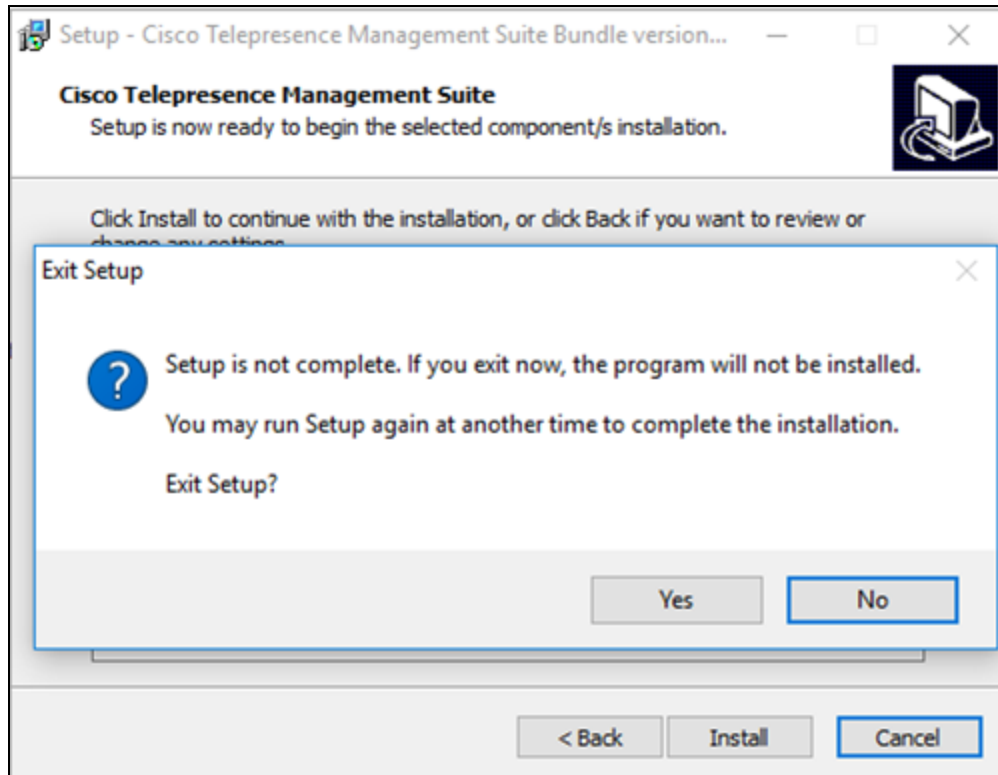 Setup - Cisco Telepresence Management Suite Bundle version...
Cisco Telepresence Management Suite
Setup is now ready to begin the selected component/s installation.
Click Install to continue with the installation, or click Back if you want to review or
change any settings.
Exit Setup
Setup is not complete. If you exit now, the program will not be installed.
You may run Setup again at another time to complete the installation.
Exit Setup?
Yes No
< Back Install Cancel